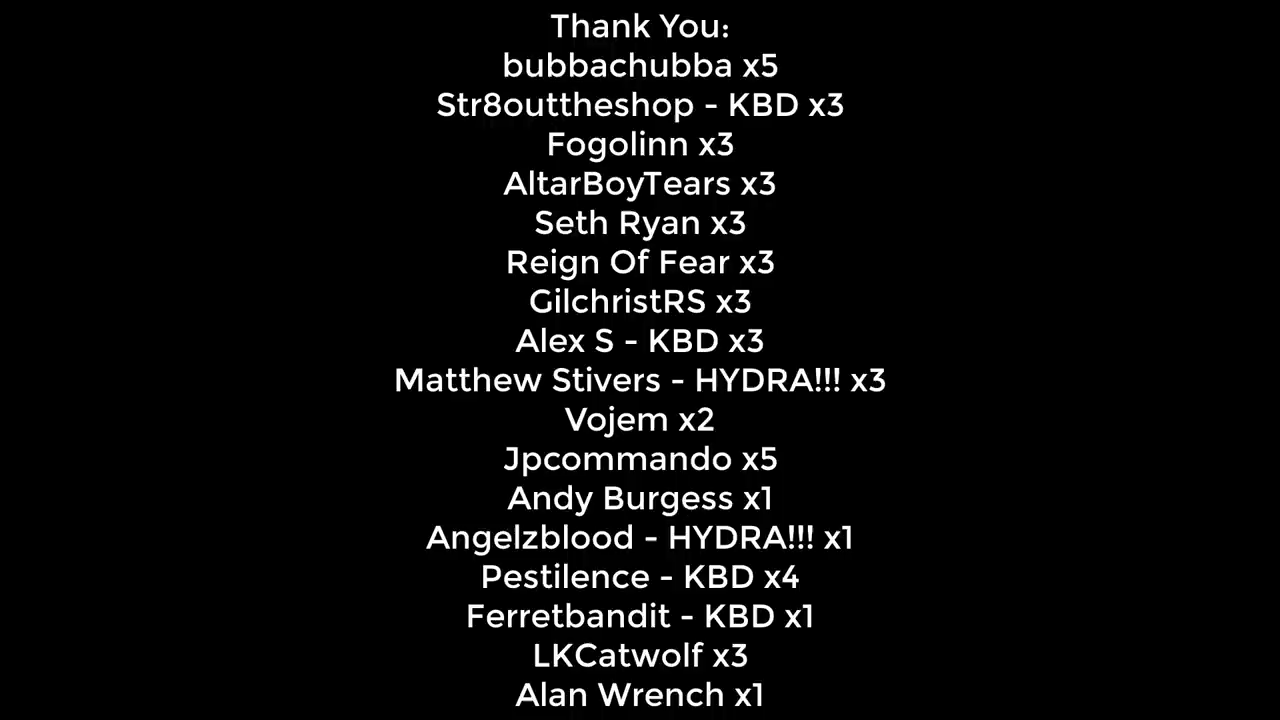 Thank You:
bubbachubba x5
Str8outtheshop - KBD x3
Fogolinn x3
AltarBoyTears x3
Seth Ryan x3
Reign Of Fear x3
GilchristRS x3
Alex S - KBD x3
Matthew Stivers - HYDRA!!! x3
Vojem x2
Jpcommando x5
Andy Burgess x1
Angelzblood - HYDRA!!! x1
Pestilence - KBD x4
Ferretbandit - KBD x1
LKCatwolf x3
Alan Wrench x1